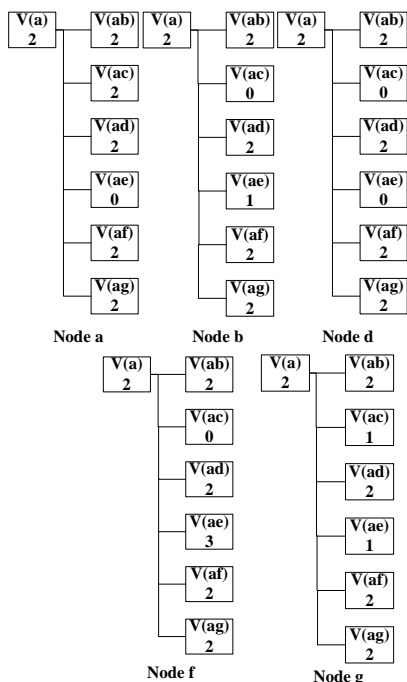 V(a) V(ab) V(a) V(ab) V(a) V(ab)
2 2 2 2 2 2
V(ac) V(ac) V(ac)
2 0 0
V(ad) V(ad) V(ad)
2 2 2
V(ae) V(ae) V(ae)
0 1 0
V(af) V(af) V(af)
2 2 2
V(ag) V(ag) V(ag)
2 2 2
Node a Node b Node d
V(a) V(ab) V(a) V(ab)
2 2 2 2
V(ac) V(ac)
0 1
V(ad) V(ad)
2 2
V(ae) V(ae)
3 1
V(af) V(af)
2 2
V(ag) V(ag)
2 2
Node f Node g